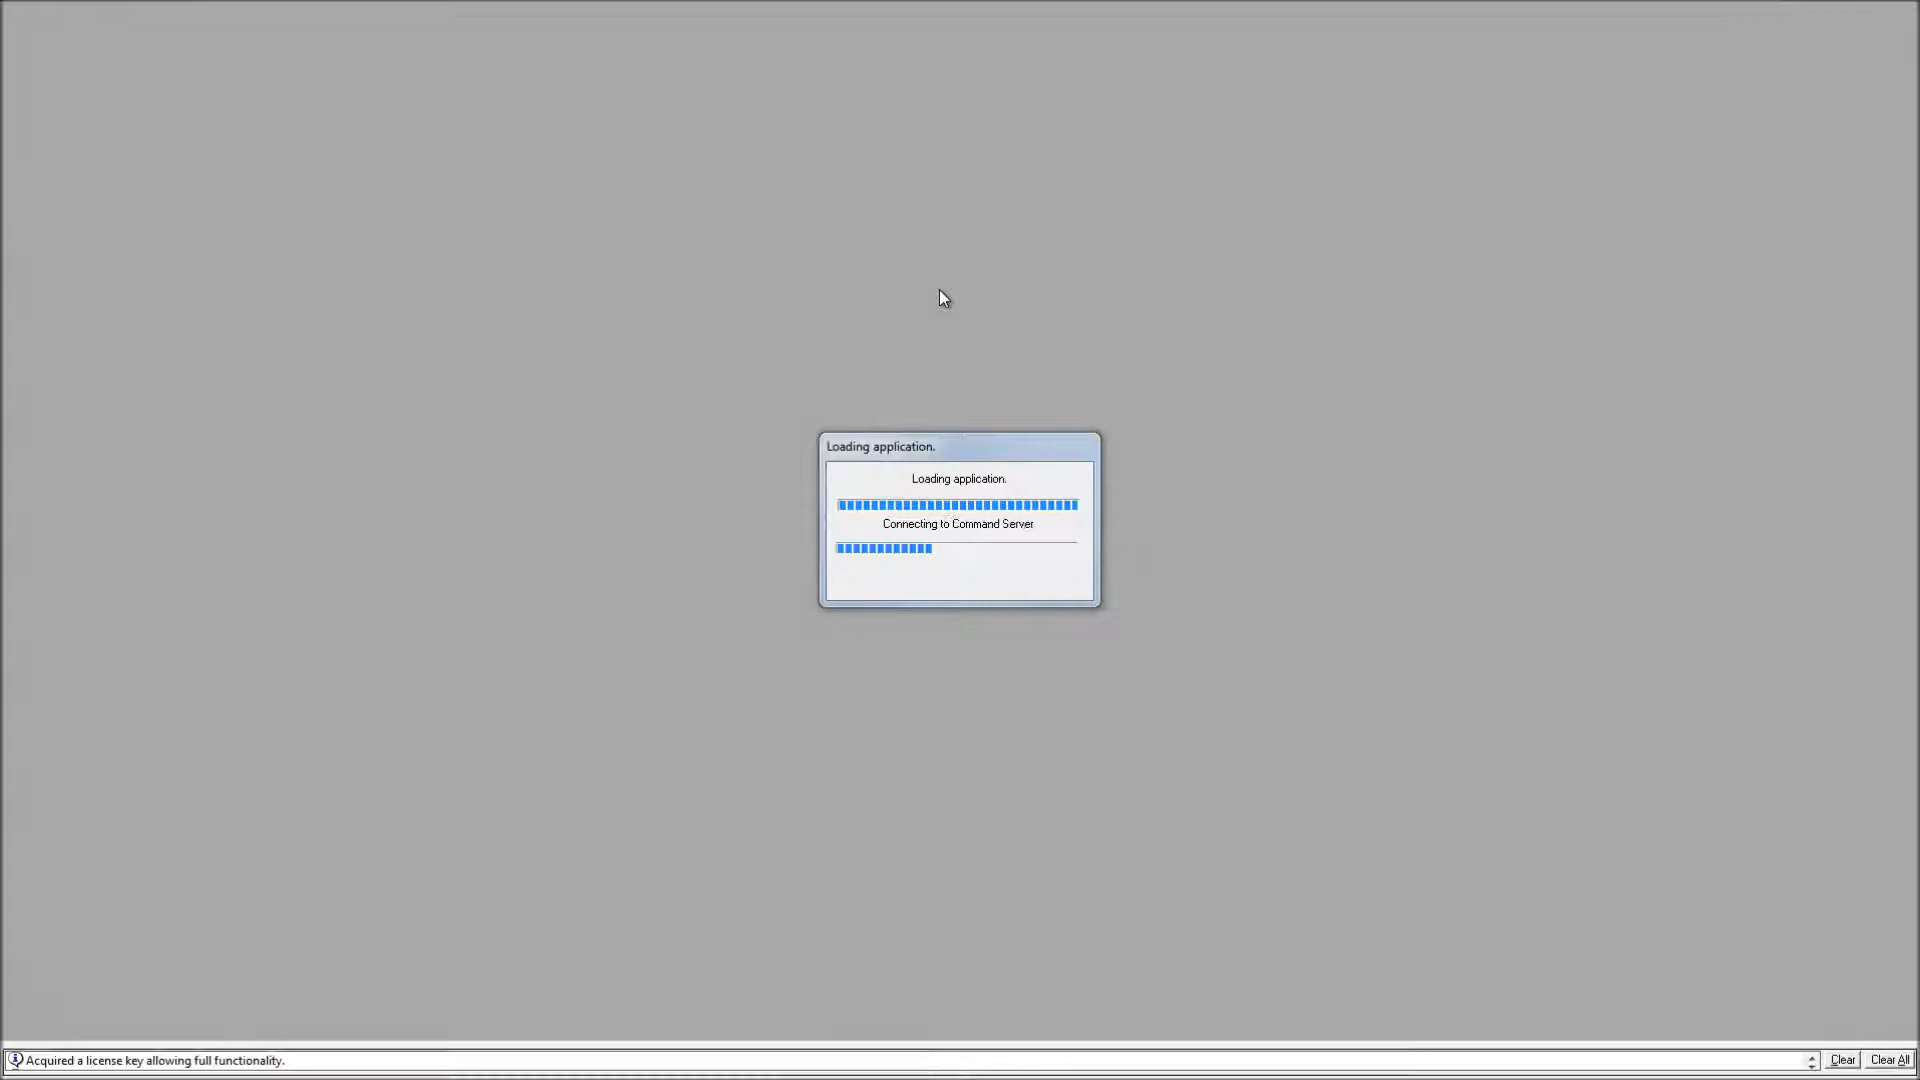 Loading application.
Loading application.
Connecting to Command Server
Acquired a license key allowing full functionality.
Clear
Clear All